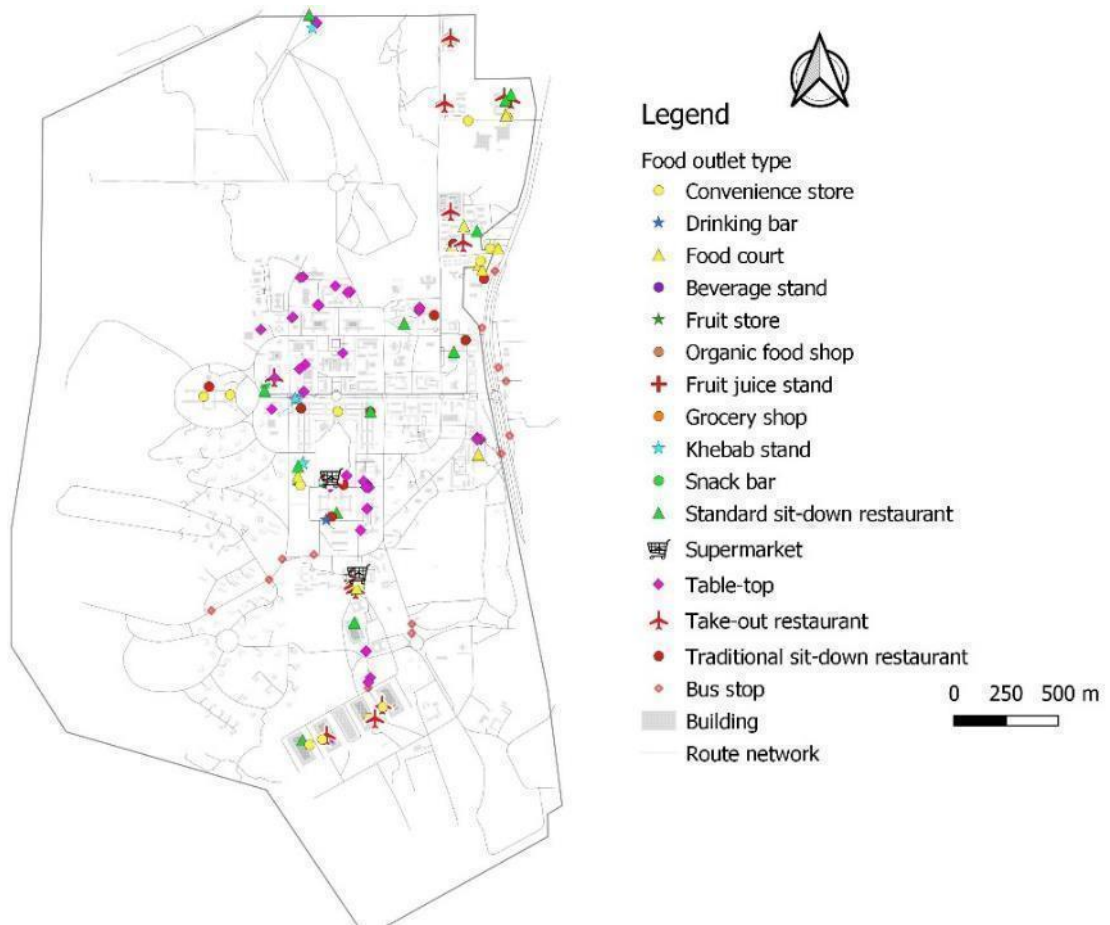 Legend
Food outlet type
Convenience store
Drinking bar
Food court
Beverage stand
Fruit store
Organic food shop
Fruit juice stand
Grocery shop
Khebab stand
Snack bar
Standard sit-down restaurant
Supermarket
Table-top
Take-out restaurant
Traditional sit-down restaurant
Bus stop
Building
Route network
0 250 500 m